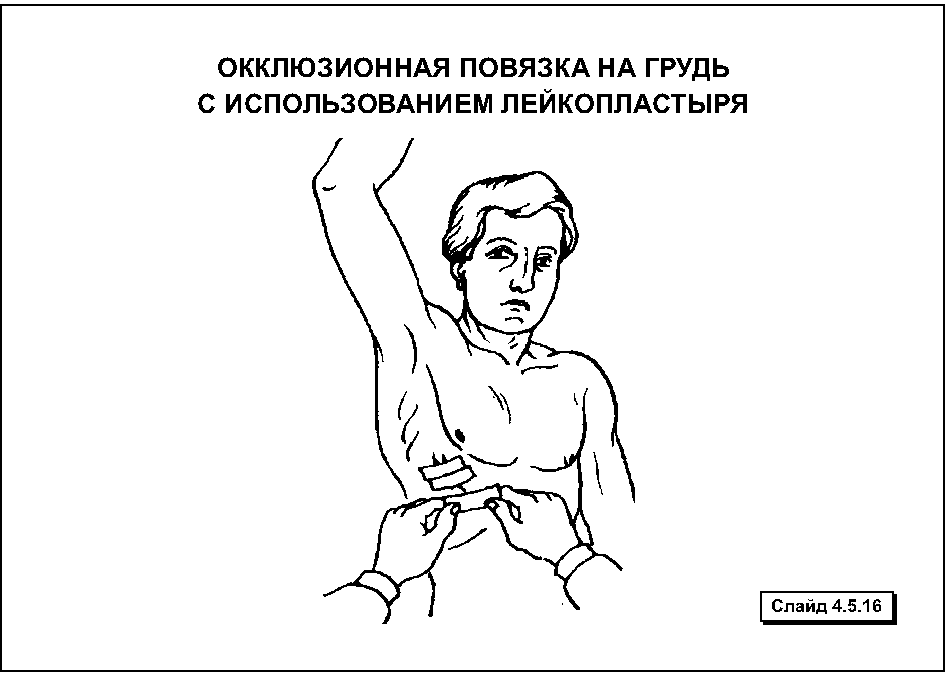 ОККЛЮЗИОННАЯ ПОВЯЗКА НА ГРУДЬ
С ИСПОЛЬЗОВАНИЕМ ЛЕЙКОПЛАСТЫРЯ
Слайд 4.5.16